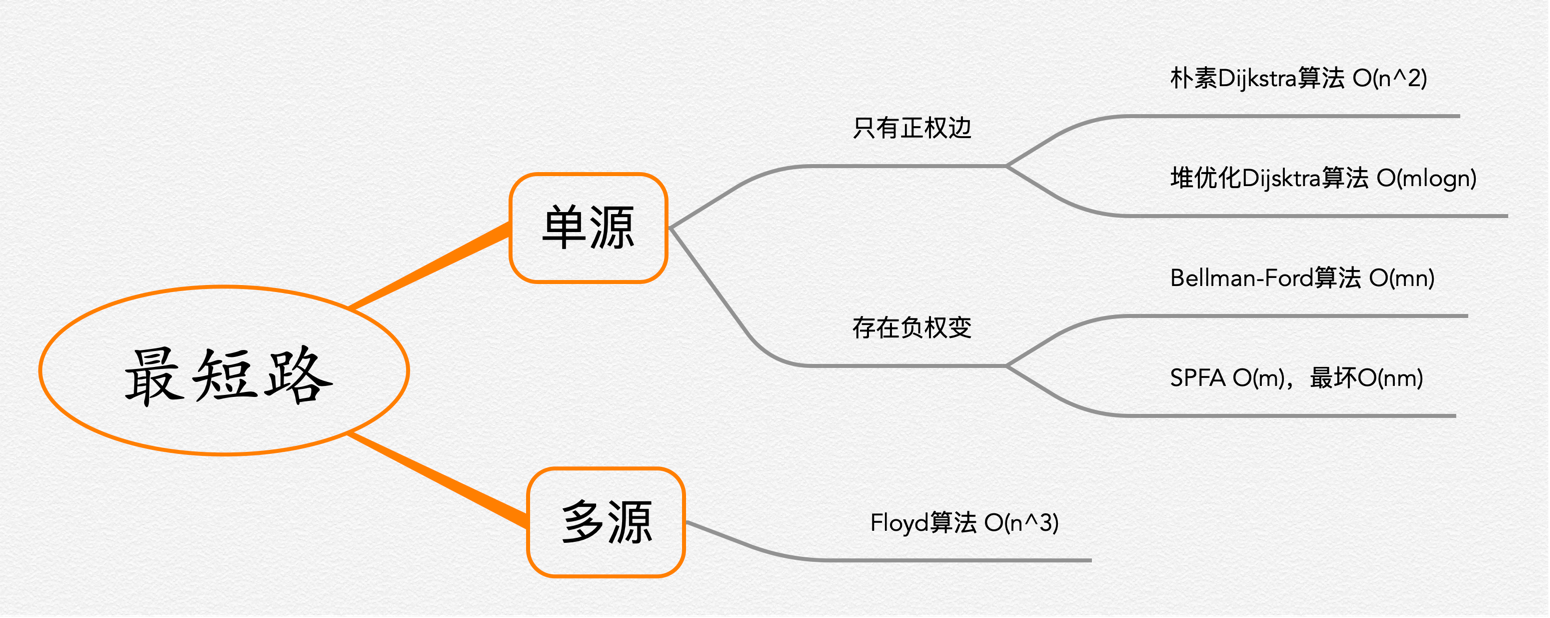 最短路
单源
只有正权边
朴素Dijkstra算法 O(n^2)
堆优化Dijsktra算法 O(mlogn)
存在负权变
Bellman-Ford算法 O(mn)
SPFA O(m)，最坏O(nm)
多源
Floyd算法 O(n^3)